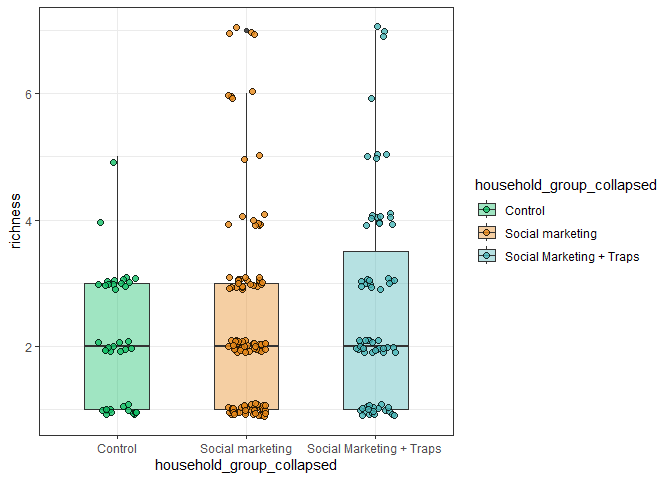 richness
6
4
2
Control
Social marketing
Social Marketing + Traps
household_group_collapsed
household_group_collapsed
Control
Social marketing
Social Marketing + Traps